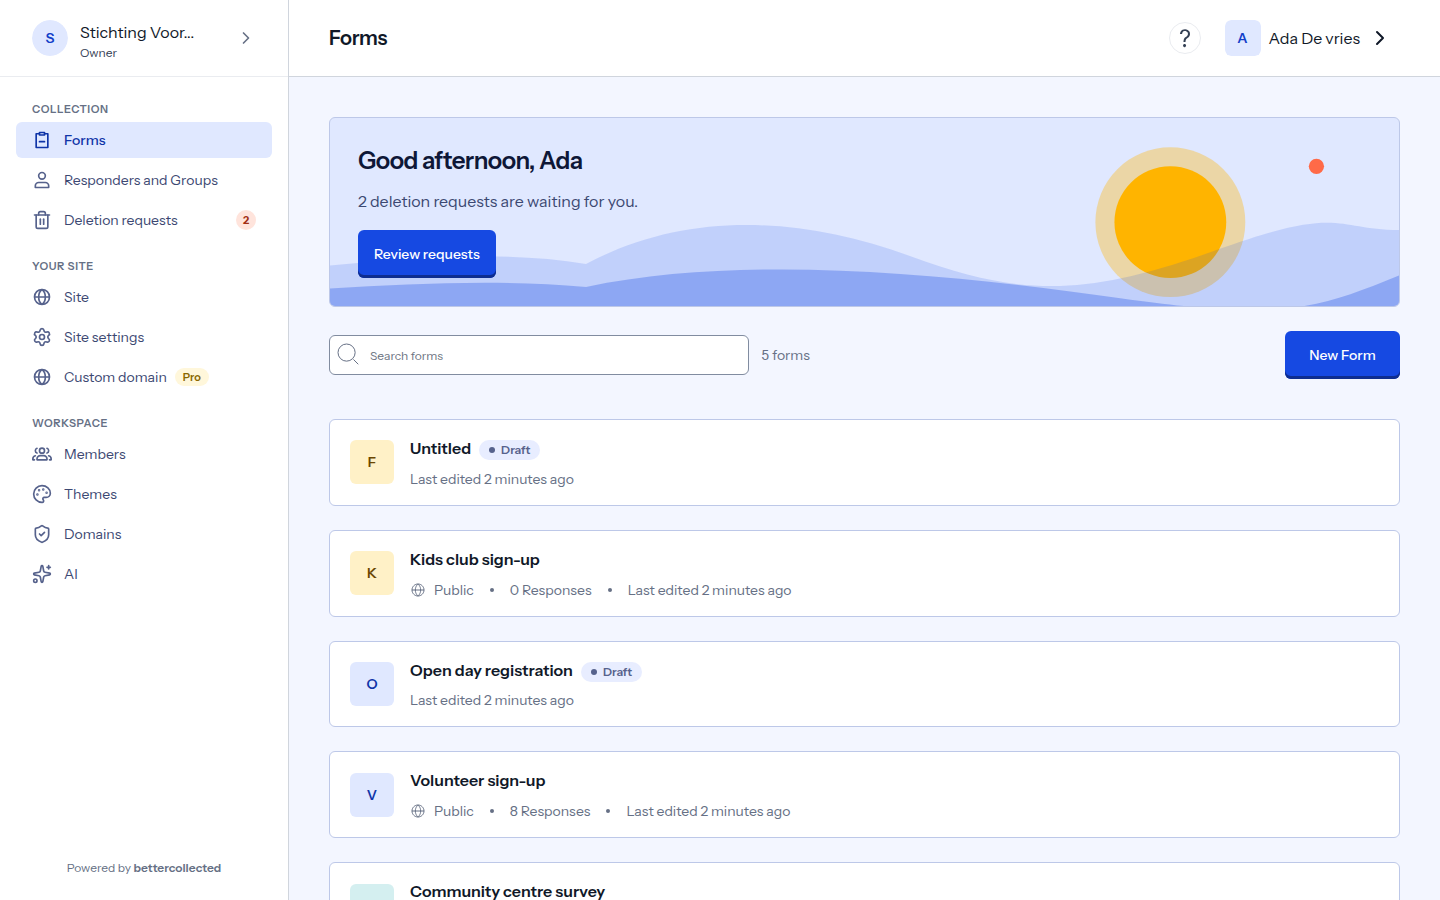 S
Stichting Voor...
Owner
COLLECTION
Forms
Responders and Groups
Deletion requests
2
YOUR SITE
Site
Site settings
Custom domain
Pro
WORKSPACE
Members
Themes
Domains
AI
Powered by bettercollected
Forms
?
A
Ada De vries
Good afternoon, Ada
2 deletion requests are waiting for you.
Review requests
Search forms
5 forms
New Form
F
Untitled
Draft
Last edited 2 minutes ago
K
Kids club sign-up
Public • 0 Responses • Last edited 2 minutes ago
O
Open day registration
Draft
Last edited 2 minutes ago
V
Volunteer sign-up
Public • 8 Responses • Last edited 2 minutes ago
Community centre survey